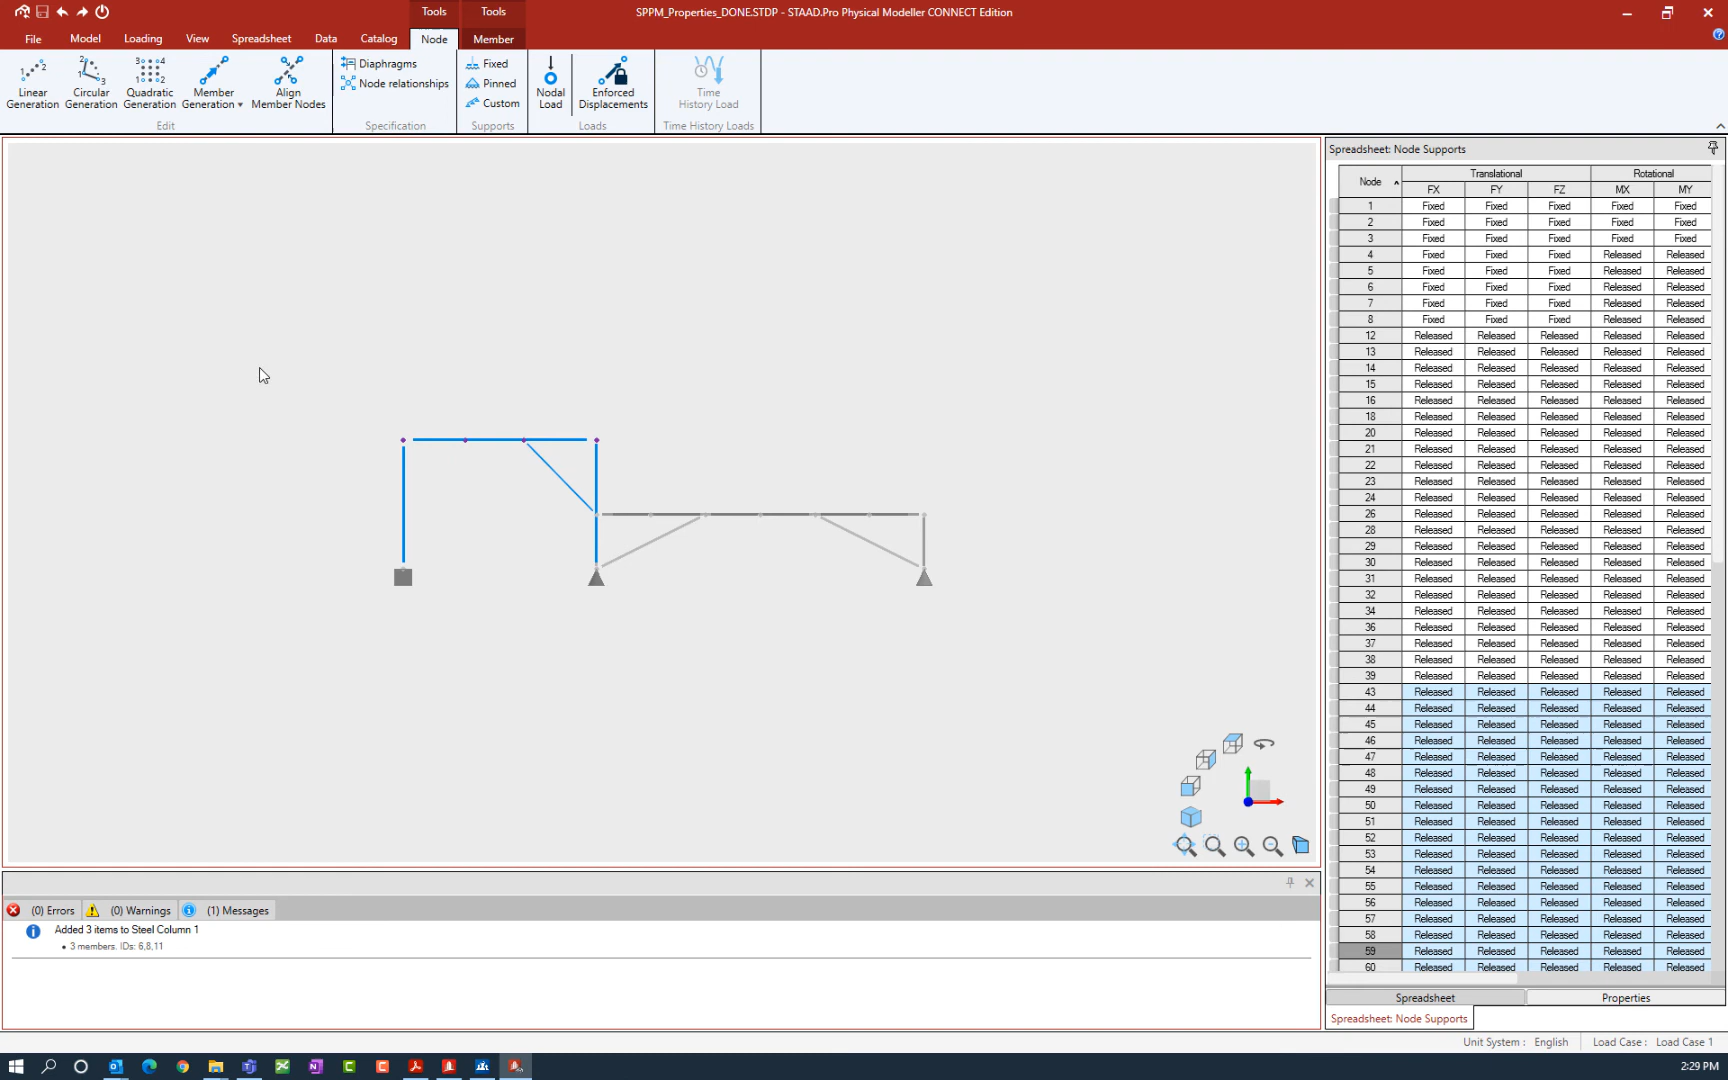 Tools
Tools
SPPM_Properties_DONE.STDP - STAAD.Pro Physical Modeller CONNECT Edition
File
Model
Loading
View
Spreadsheet
Data
Catalog
Node
Member
Linear Generation
Circular Generation
Quadratic Generation
Member Generation
Align Member Nodes
Edit
Diaphragms
Node relationships
Specification
Fixed
Pinned
Custom
Supports
Nodal Load
Enforced Displacements
Loads
Time History Load
Time History Loads
Spreadsheet: Node Supports
Node Translational Rotational
FX FY FZ MX MY
1 Fixed Fixed Fixed Fixed Fixed
2 Fixed Fixed Fixed Fixed Fixed
3 Fixed Fixed Fixed Fixed Fixed
4 Fixed Fixed Fixed Released Released
5 Fixed Fixed Fixed Released Released
6 Fixed Fixed Fixed Released Released
7 Fixed Fixed Fixed Released Released
8 Fixed Fixed Fixed Released Released
12 Released Released Released Released Released
13 Released Released Released Released Released
14 Released Released Released Released Released
15 Released Released Released Released Released
16 Released Released Released Released Released
18 Released Released Released Released Released
20 Released Released Released Released Released
21 Released Released Released Released Released
22 Released Released Released Released Released
23 Released Released Released Released Released
24 Released Released Released Released Released
26 Released Released Released Released Released
28 Released Released Released Released Released
29 Released Released Released Released Released
30 Released Released Released Released Released
31 Released Released Released Released Released
32 Released Released Released Released Released
34 Released Released Released Released Released
36 Released Released Released Released Released
37 Released Released Released Released Released
38 Released Released Released Released Released
39 Released Released Released Released Released
43 Released Released Released Released Released
44 Released Released Released Released Released
45 Released Released Released Released Released
46 Released Released Released Released Released
47 Released Released Released Released Released
48 Released Released Released Released Released
49 Released Released Released Released Released
50 Released Released Released Released Released
51 Released Released Released Released Released
52 Released Released Released Released Released
53 Released Released Released Released Released
54 Released Released Released Released Released
55 Released Released Released Released Released
56 Released Released Released Released Released
57 Released Released Released Released Released
58 Released Released Released Released Released
59 Released Released Released Released Released
60 Released Released Released Released Released
Spreadsheet
Properties
Spreadsheet: Node Supports
(0) Errors
(0) Warnings
(1) Messages
Added 3 items to Steel Column 1
• 3 members. IDs: 6,8,11
Unit System : English
Load Case : Load Case 1
2:29 PM